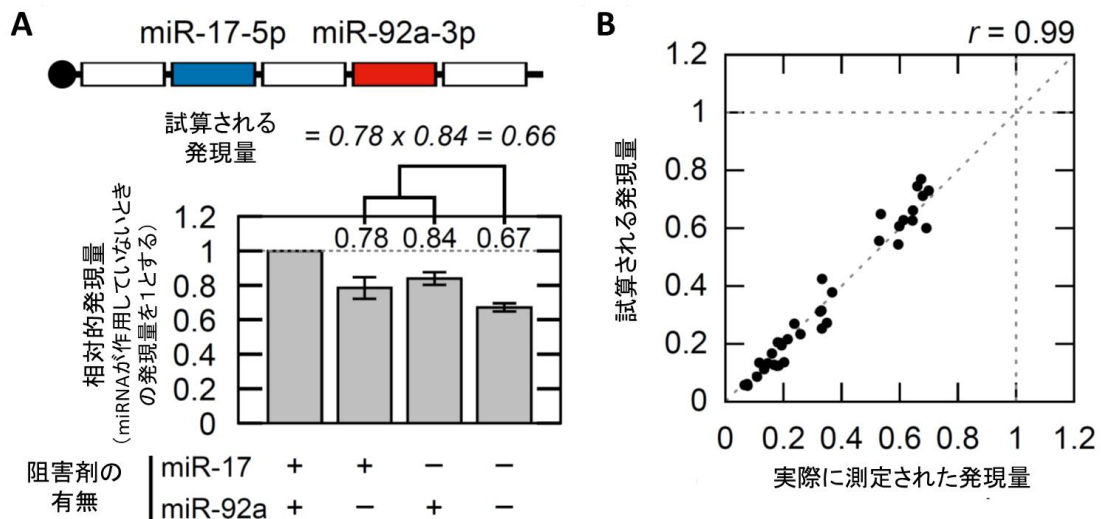 A
miR-17-5p miR-92a-3p
試算される
発現量
= 0.78 x 0.84 = 0.66
相対的発現量
(miRNAが作用していないとき
の発現量を1とする)
1.2
1
0.8
0.6
0.4
0.2
0
0.78 0.84 0.67
阻害剤の
有無
miR-17 + + − −
miR-92a + − + −
B
r = 0.99
試算される発現量
1.2
1
0.8
0.6
0.4
0.2
0
0 0.2 0.4 0.6 0.8 1 1.2
実際に測定された発現量